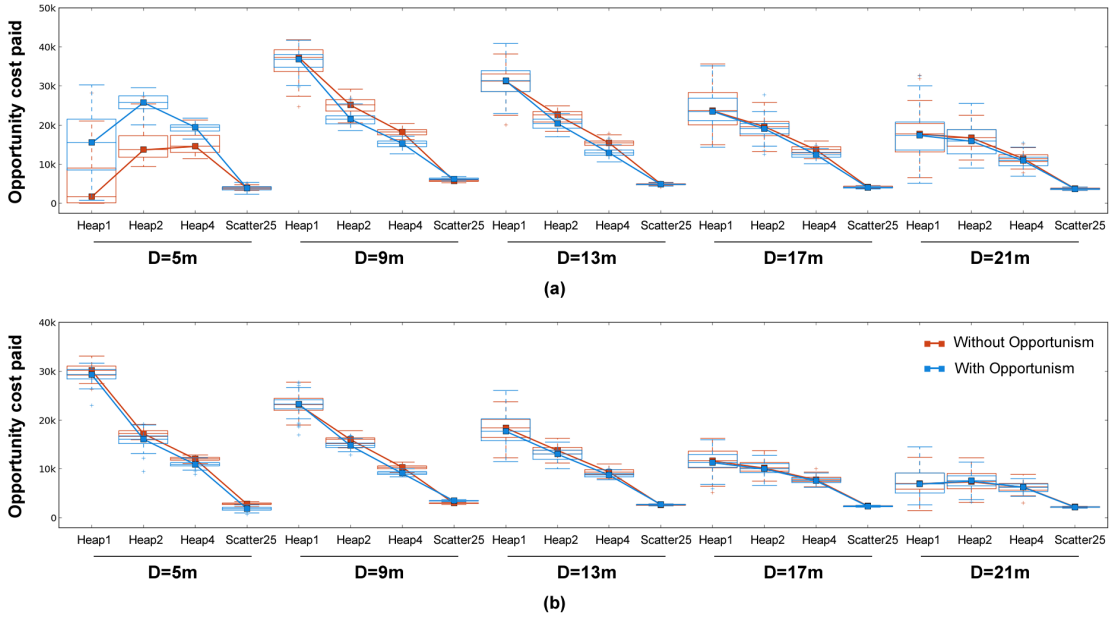 Opportunity cost paid
50k
40k
30k
20k
10k
0
Heap1 Heap2 Heap4 Scatter25 Heap1 Heap2 Heap4 Scatter25 Heap1 Heap2 Heap4 Scatter25 Heap1 Heap2 Heap4 Scatter25 Heap1 Heap2 Heap4 Scatter25
D=5m D=9m D=13m D=17m D=21m
(a)
Opportunity cost paid
40k
30k
20k
10k
0
Without Opportunism
With Opportunism
Heap1 Heap2 Heap4 Scatter25 Heap1 Heap2 Heap4 Scatter25 Heap1 Heap2 Heap4 Scatter25 Heap1 Heap2 Heap4 Scatter25 Heap1 Heap2 Heap4 Scatter25
D=5m D=9m D=13m D=17m D=21m
(b)